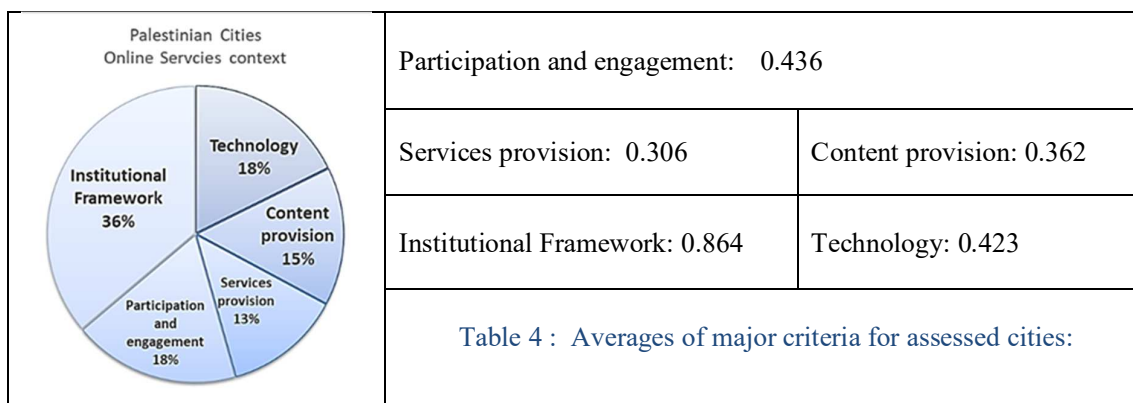 Palestinian Cities
Online Servcies context
Technology
18%
Content
provision
15%
Services
provision
13%
Participation
and
engagement
18%
Institutional
Framework
36%
Participation and engagement: 0.436
Services provision: 0.306
Content provision: 0.362
Institutional Framework: 0.864
Technology: 0.423
Table 4 : Averages of major criteria for assessed cities: